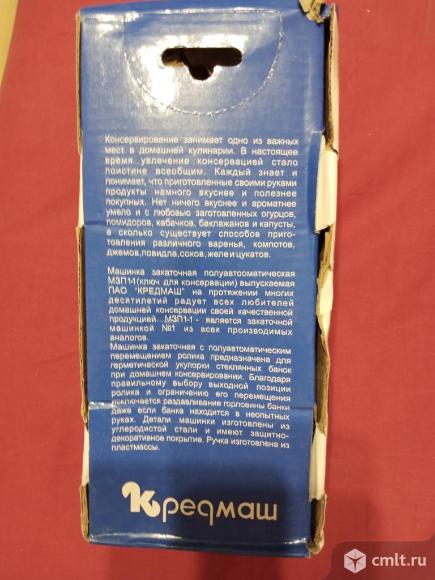 Консервирование занимает одно из важных
мест в домашней кулинарии. В настоящее
время увлечение консервацией стало
поистине всеобщим. Каждый знает и
понимает, что приготовленные своими руками
продукты намного вкуснее и полезнее
покупных. Нет ничего вкуснее и ароматнее
умело и с любовью заготовленных огурцов,
помидоров, кабачков, баклажанов и капусты,
а сколько существует способов приго-
товления различного варенья, компотов,
джемов, повидла, соков, желе и цукатов.
Машинка закаточная полуавтоматическая
МЗП1-1 (ключ для консервации) выпускаемая
ПАО "КРЕДМАШ" на протяжении многих
десятилетий радует всех любителей
домашней консервации своей качественной
продукцией. МЗП1-1 - является закаточной
машинкой №1 из всех производимых
аналогов.
Машинка закаточная с полуавтоматическим
перемещением ролика предназначена для
герметической укупорки стеклянных банок
при домашнем консервировании. Благодаря
правильному выбору выходной позиции
ролика и ограничению его перемещения
исключается раздавливание горловины банки
даже если банка находится в неопытных
руках. Детали машинки изготовлены из
углеродистой стали и имеют защитно-
декоративное покрытие. Ручка изготовлена из
пластмассы.
Кредмаш
cmlt.ru